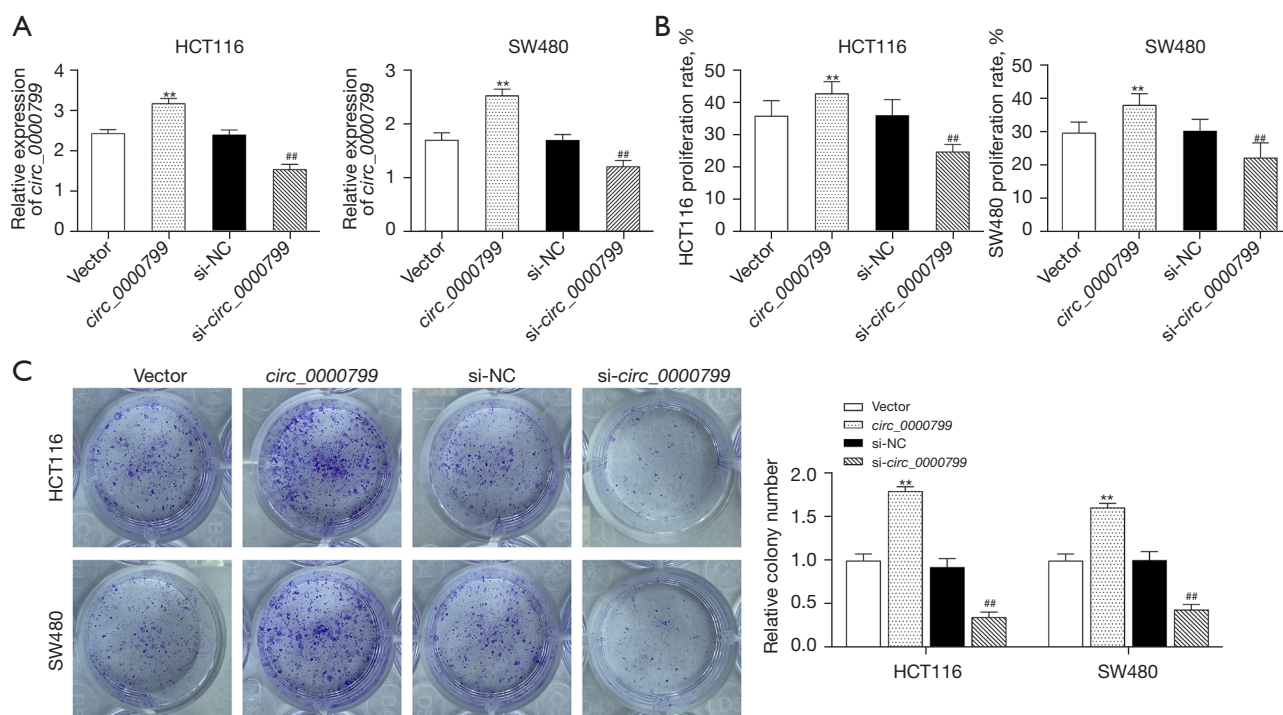 A
HCT116
Relative expression
of circ_0000799
4
3
2
1
0
**
##
Vector
circ_0000799
si-NC
si-circ_0000799
SW480
Relative expression
of circ_0000799
3
2
1
0
**
##
Vector
circ_0000799
si-NC
si-circ_0000799
B
HCT116
HCT116 proliferation rate, %
50
40
30
20
10
0
**
##
Vector
circ_0000799
si-NC
si-circ_0000799
SW480
SW480 proliferation rate, %
50
40
30
20
10
0
**
##
Vector
circ_0000799
si-NC
si-circ_0000799
C
Vector
circ_0000799
si-NC
si-circ_0000799
HCT116
SW480
Vector
circ_0000799
si-NC
si-circ_0000799
Relative colony number
2.0
1.5
1.0
0.5
0.0
**
##
**
##
HCT116
SW480